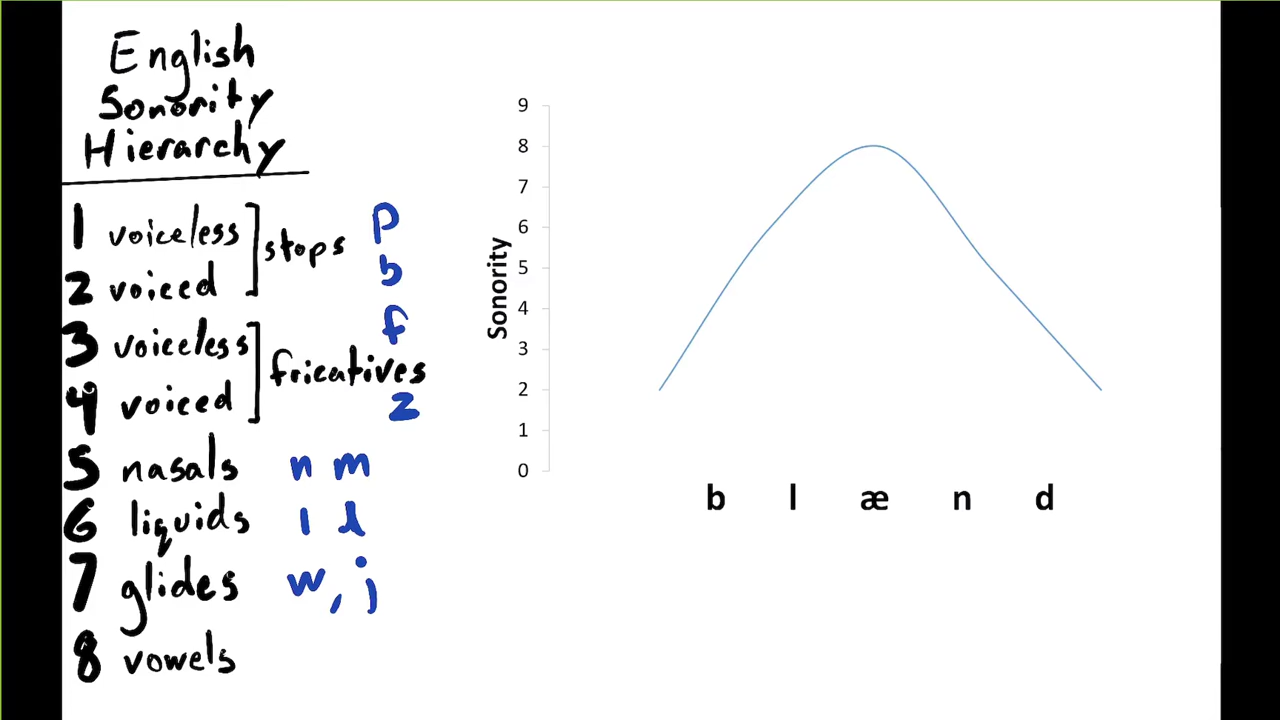 English
Sonority
Hierarchy
1 voiceless
2 voiced
stops
p
b
3 voiceless
4 voiced
fricatives
f
z
5 nasals n m
6 liquids l
7 glides w, j
8 vowels
Sonority
9
8
7
6
5
4
3
2
1
0
b l æ n d